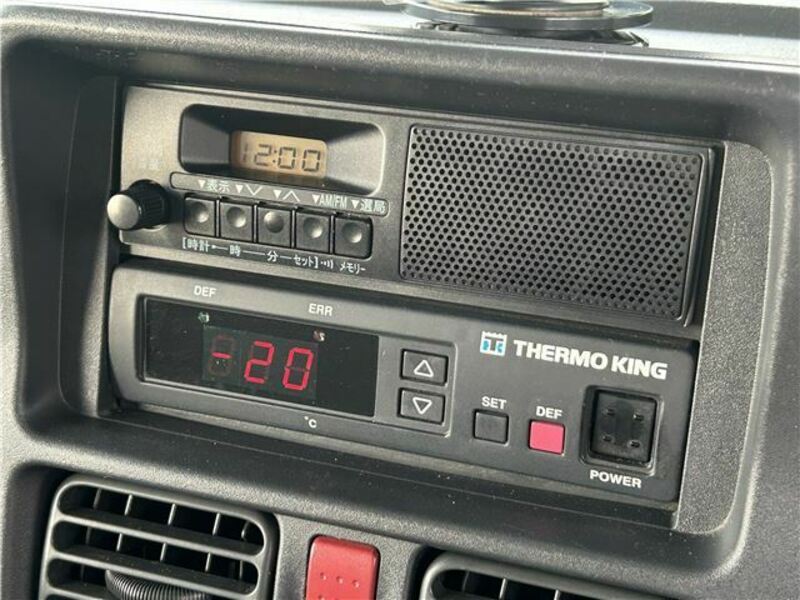 12:00
▼表示 ▼∨ ▼∧ ▼AM/FM ▼選局
[時計• 時 分 セット] メモリー
DEF
ERR
-20
°C
THERMO KING
SET
DEF
POWER